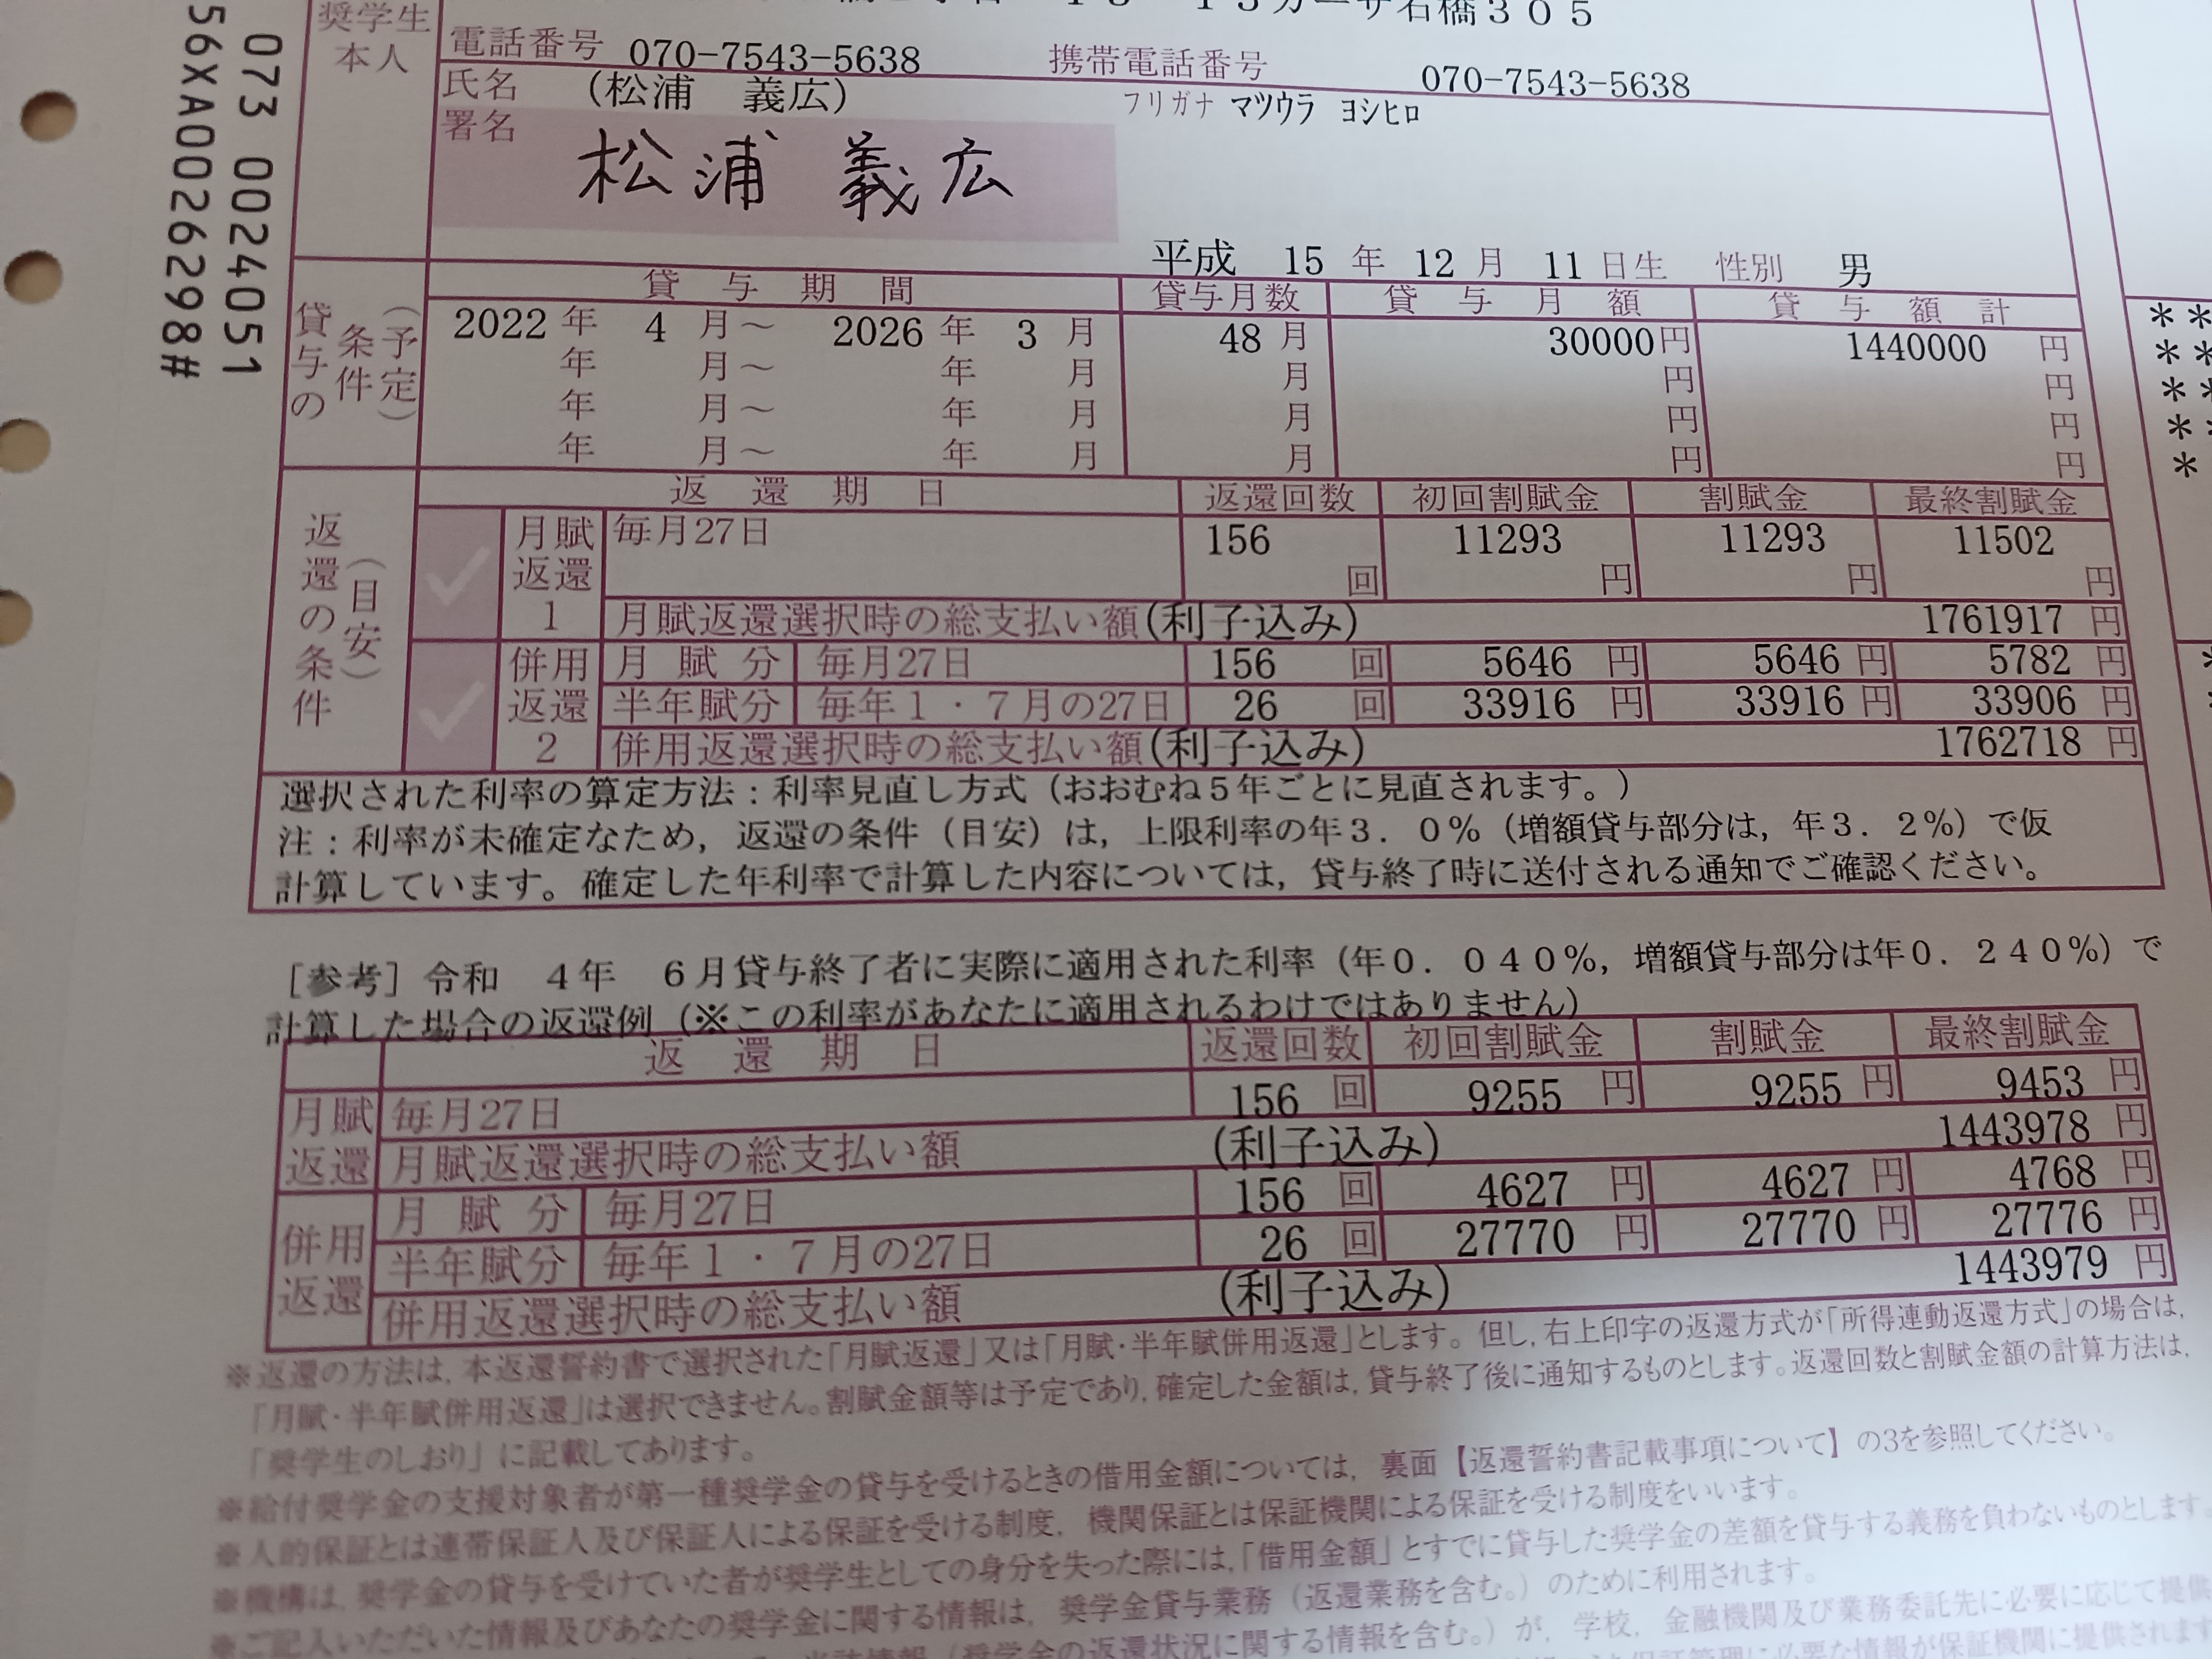 073 0024051
56XA0026298#
石橋305
奨学生本人
電話番号 070-7543-5638 携帯電話番号 070-7543-5638
フリガナ マツウラ ヨシヒロ
氏名 (松浦 義広)
署名 松浦 義広
平成 15 年 12 月 11 日生 性別 男
貸与の条件(予定)
貸与期間 貸与月数 貸与月額 貸与額計
2022 年 4 月~ 2026 年 3 月 48 月 30000 円 1440000 円
年 月~ 年 月 月 円 円
年 月~ 年 月 月 円 円
年 月~ 年 月 月 円 円
返還の条件(目安)
返還期日 返還回数 初回割賦金 割賦金 最終割賦金
月賦返還 1 毎月27日 156 回 11293 円 11293 円 11502 円
月賦返還選択時の総支払い額(利子込み) 1761917 円
併用返還 2 月賦分 毎月27日 156 回 5646 円 5646 円 5782 円
半年賦分 毎年1・7月の27日 26 回 33916 円 33916 円 33906 円
併用返還選択時の総支払い額(利子込み) 1762718 円
選択された利率の算定方法:利率見直し方式(おおむね5年ごとに見直されます。)
注:利率が未確定なため,返還の条件(目安)は,上限利率の年3.0%(増額貸与部分は,年3.2%)で仮
計算しています。確定した年利率で計算した内容については,貸与終了時に送付される通知でご確認ください。
[参考]令和 4年 6月貸与終了者に実際に適用された利率(年0.040%,増額貸与部分は年0.240%)で
計算した場合の返還例(※この利率があなたに適用されるわけではありません)
返還期日 返還回数 初回割賦金 割賦金 最終割賦金
月賦返還 毎月27日 156 回 9255 円 9255 円 9453 円
月賦返還選択時の総支払い額 (利子込み) 1443978 円
併用返還 月賦分 毎月27日 156 回 4627 円 4627 円 4768 円
半年賦分 毎年1・7月の27日 26 回 27770 円 27770 円 27776 円
併用返還選択時の総支払い額 (利子込み) 1443979 円
※返還の方法は,本返還誓約書で選択された「月賦返還」又は「月賦・半年賦併用返還」とします。但し,右上印字の返還方式が「所得連動返還方式」の場合は,
「月賦・半年賦併用返還」は選択できません。割賦金額等は予定であり,確定した金額は,貸与終了後に通知するものとします。返還回数と割賦金額の計算方法は,
「奨学生のしおり」に記載してあります。
※給付奨学金の支援対象者が第一種奨学金の貸与を受けるときの借用金額については,裏面【返還誓約書記載事項について】の3を参照してください。
※人的保証とは連帯保証人及び保証人による保証を受ける制度,機関保証とは保証機関による保証を受ける制度をいいます。
※機構は,奨学金の貸与を受けていた者が奨学生としての身分を失った際には,「借用金額」とすでに貸与した奨学金の差額を貸与する義務を負わないものとします。
※ご記入いただいた情報及びあなたの奨学金に関する情報は,奨学金貸与業務(返還業務を含む。)のために利用されます。
(奨学金の返還状況に関する情報を含む。)が,学校,金融機関及び業務委託先に必要に応じて提供